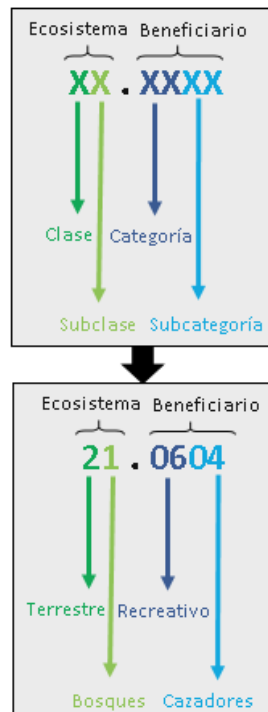 Ecosistema Beneficiario
XX.XXXX
Clase Categoría
Subclase Subcategoría
Ecosistema Beneficiario
21.0604
Terrestre Recreativo
Bosques Cazadores